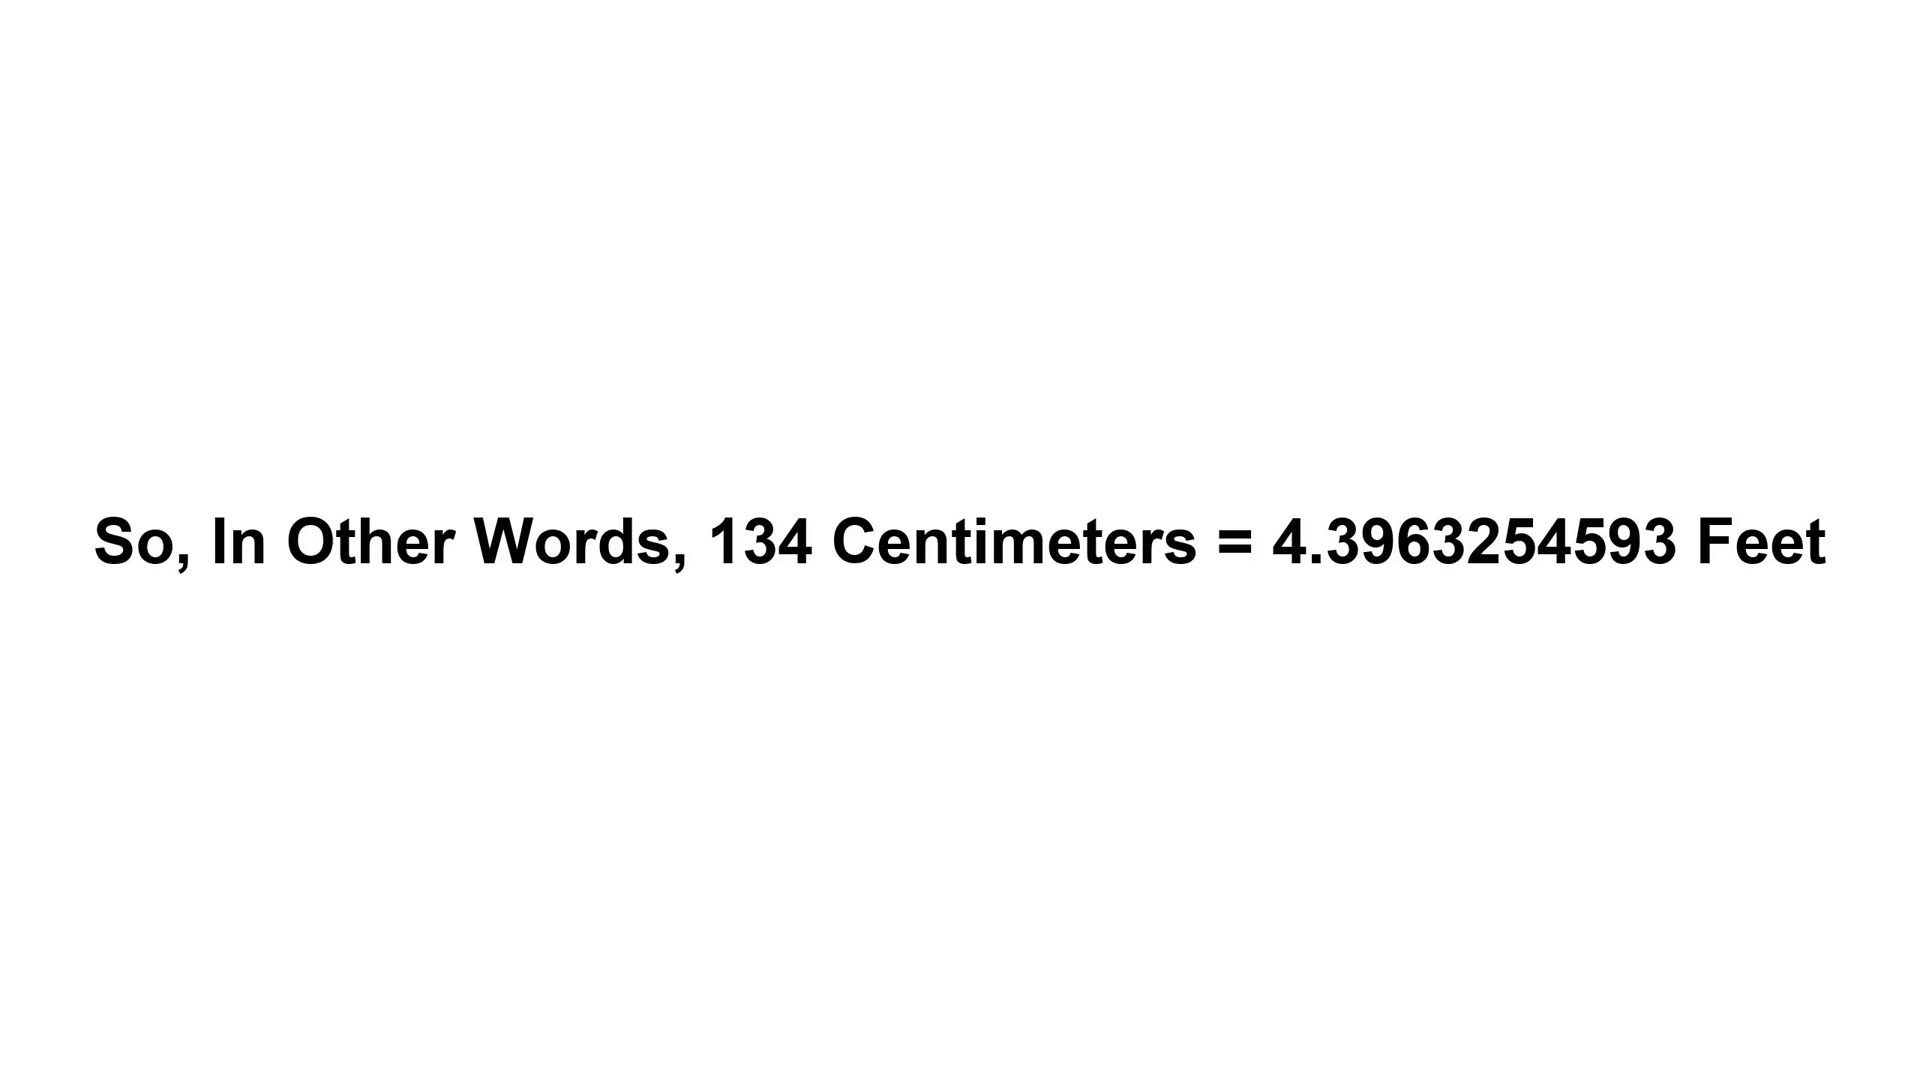 So, In Other Words, 134 Centimeters = 4.3963254593 Feet